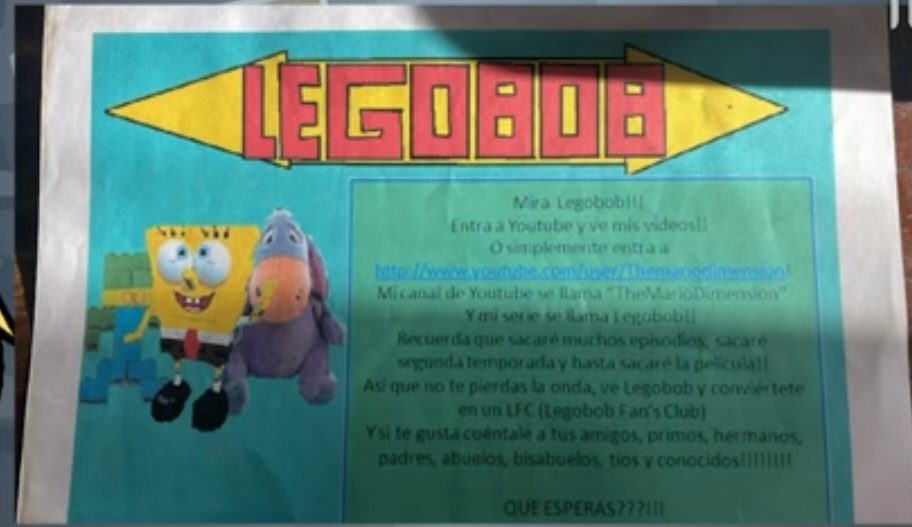 LEGOBOB
Mira Legobob!!!
Entra a Youtube y ve mis videos!!
O simplemente entra a
http://www.youtube.com/user/Themariodimension!
Mi canal de Youtube se llama "TheMarioDimension"
Y mi serie se llama Legobob!!
Recuerda que sacaré muchos episodios, sacaré
segunda temporada y hasta sacaré la película!!
Así que no te pierdas la onda, ve Legobob y conviértete
en un LFC (Legobob Fan's Club)
Y si te gusta cuéntale a tus amigos, primos, hermanos,
padres, abuelos, bisabuelos, tios y conocidos!!!!!!!!
QUE ESPERAS???!!!